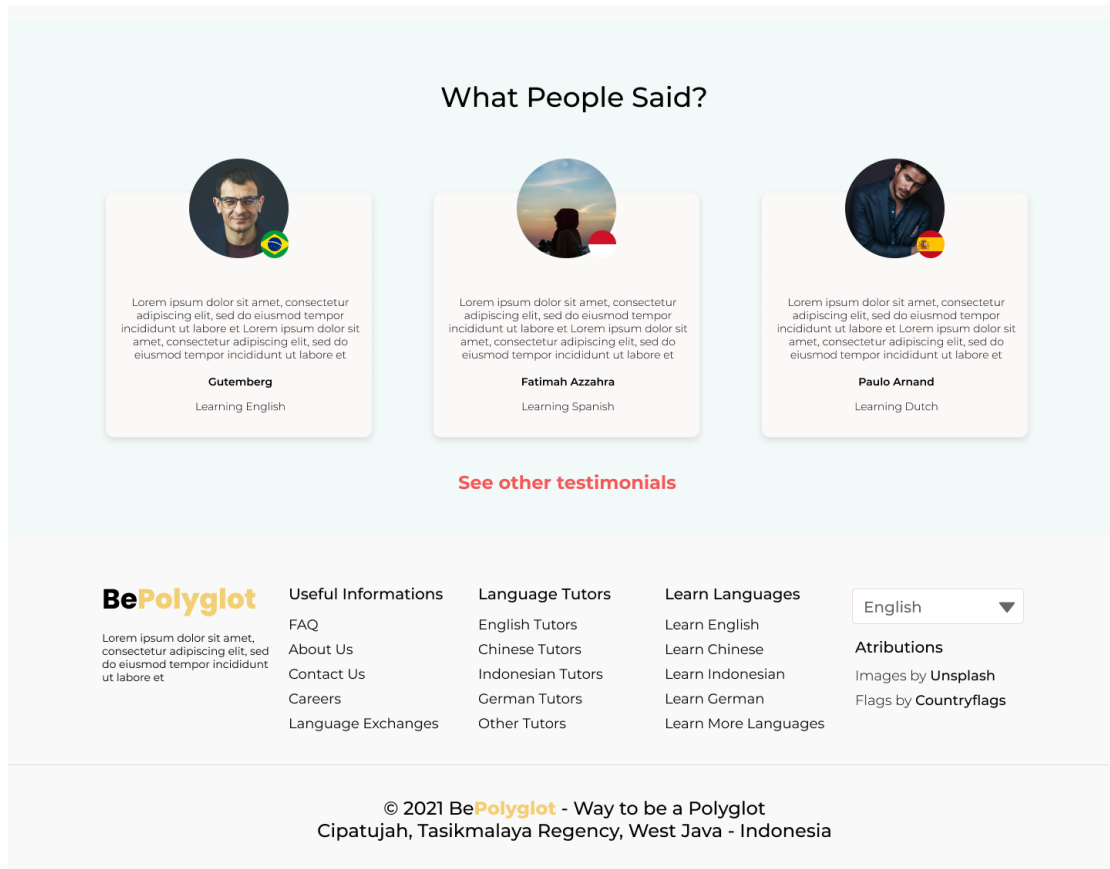 What People Said?
Lorem ipsum dolor sit amet, consectetur
adipiscing elit, sed do eiusmod tempor
incididunt ut labore et Lorem ipsum dolor sit
amet, consectetur adipiscing elit, sed do
eiusmod tempor incididunt ut labore et
Gutemberg
Learning English
Lorem ipsum dolor sit amet, consectetur
adipiscing elit, sed do eiusmod tempor
incididunt ut labore et Lorem ipsum dolor sit
amet, consectetur adipiscing elit, sed do
eiusmod tempor incididunt ut labore et
Fatimah Azzahra
Learning Spanish
Lorem ipsum dolor sit amet, consectetur
adipiscing elit, sed do eiusmod tempor
incididunt ut labore et Lorem ipsum dolor sit
amet, consectetur adipiscing elit, sed do
eiusmod tempor incididunt ut labore et
Paulo Arnand
Learning Dutch
See other testimonials
BePolyglot
Lorem ipsum dolor sit amet,
consectetur adipiscing elit, sed
do eiusmod tempor incididunt
ut labore et
Useful Informations
FAQ
About Us
Contact Us
Careers
Language Exchanges
Language Tutors
English Tutors
Chinese Tutors
Indonesian Tutors
German Tutors
Other Tutors
Learn Languages
Learn English
Learn Chinese
Learn Indonesian
Learn German
Learn More Languages
English
Atributions
Images by Unsplash
Flags by Countryflags
© 2021 BePolyglot - Way to be a Polyglot
Cipatujah, Tasikmalaya Regency, West Java - Indonesia